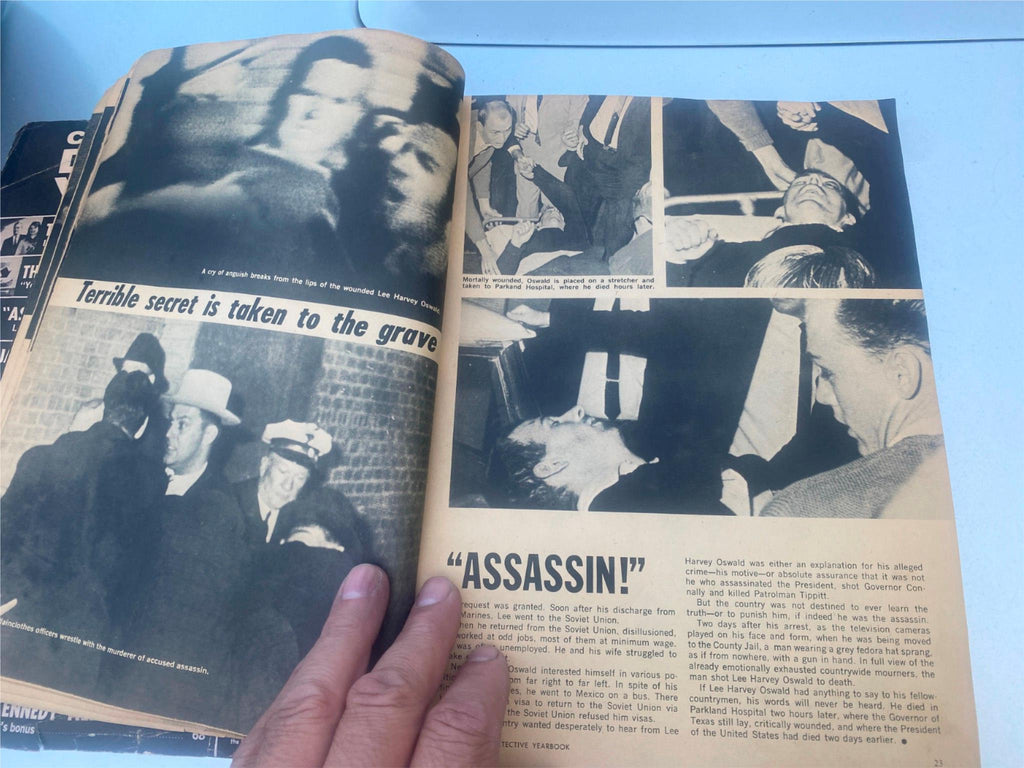 A cry of anguish breaks from the lips of the wounded Lee Harvey Oswald.
Terrible secret is taken to the grave
lainclothes officers wrestle with the murderer of accused assassin.
Mortally wounded, Oswald is placed on a stretcher and
taken to Parkland Hospital, where he died hours later.
"ASSASSIN!"
request was granted. Soon after his discharge from
Marines, Lee went to the Soviet Union.
hen he returned from the Soviet Union, disillusioned,
worked at odd jobs, most of them at minimum wage.
was unemployed. He and his wife struggled to
ake
Oswald interested himself in various po-
om far right to far left. In spite of his
es, he went to Mexico on a bus. There
visa to return to the Soviet Union via
the Soviet Union refused him visas.
ntry wanted desperately to hear from Lee
Harvey Oswald was either an explanation for his alleged
crime—his motive—or absolute assurance that it was not
he who assassinated the President, shot Governor Con-
nally and killed Patrolman Tippitt.
But the country was not destined to ever learn the
truth—or to punish him, if indeed he was the assassin.
Two days after his arrest, as the television cameras
played on his face and form, when he was being moved
to the County Jail, a man wearing a grey fedora hat sprang,
as if from nowhere, with a gun in hand. In full view of the
already emotionally exhausted countrywide mourners, the
man shot Lee Harvey Oswald to death.
If Lee Harvey Oswald had anything to say to his fellow-
countrymen, his words will never be heard. He died in
Parkland Hospital two hours later, where the Governor of
Texas still lay, critically wounded, and where the President
of the United States had died two days earlier. ●
TECTIVE YEARBOOK
23
TH
"AS
ENNEDY
's bonus
68
the